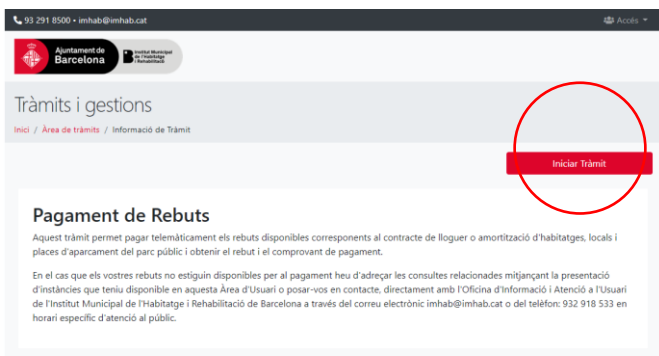 93 291 8500 • imhab@imhab.cat
Accés
Ajuntament de
Barcelona
Institut Municipal
de l'Habitatge
i Rehabilitació
Tràmits i gestions
Inici / Àrea de tràmits / Informació de Tràmit
Iniciar Tràmit
Pagament de Rebuts
Aquest tràmit permet pagar telemàticament els rebuts disponibles corresponents al contracte de lloguer o amortització d'habitatges, locals i
places d'aparcament del parc públic i obtenir el rebut i el comprovant de pagament.
En el cas que els vostres rebuts no estiguin disponibles per al pagament heu d'adreçar les consultes relacionades mitjançant la presentació
d'instàncies que teniu disponible en aquesta Àrea d'Usuari o posar-vos en contacte, directament amb l'Oficina d'Informació i Atenció a l'Usuari
de l'Institut Municipal de l'Habitatge i Rehabilitació de Barcelona a través del correu electrònic imhab@imhab.cat o del telèfon: 932 918 533 en
horari específic d'atenció al públic.